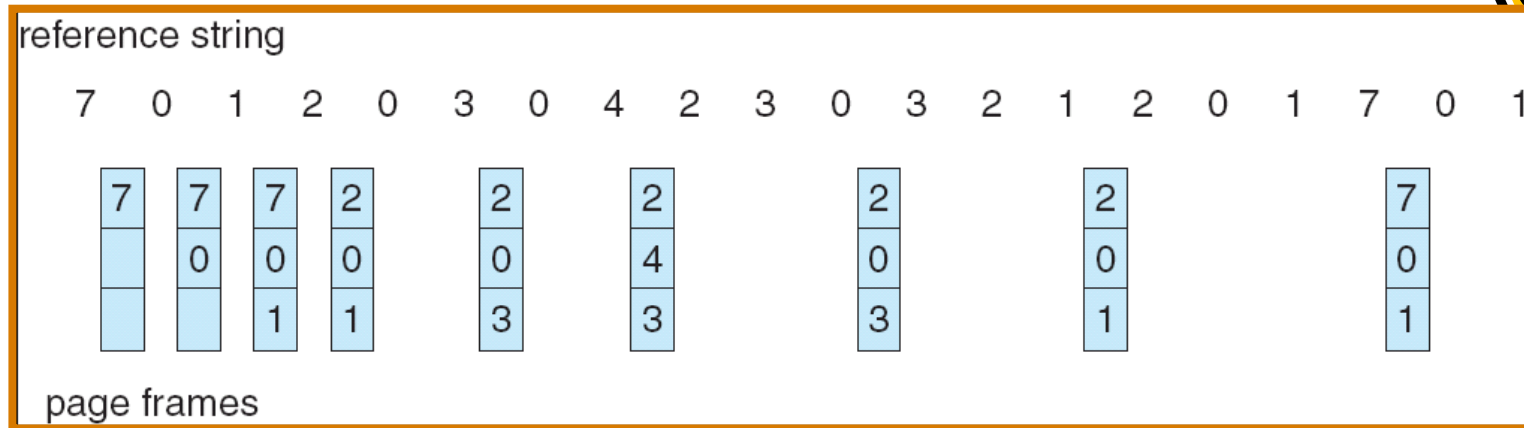 reference string
7 0 1 2 0 3 0 4 2 3 0 3 2 1 2 0 1 7 0 1
7 7 7 2 2 2 2 2 7
0 0 0 0 4 0 0 0
1 1 3 3 3 1 1
page frames